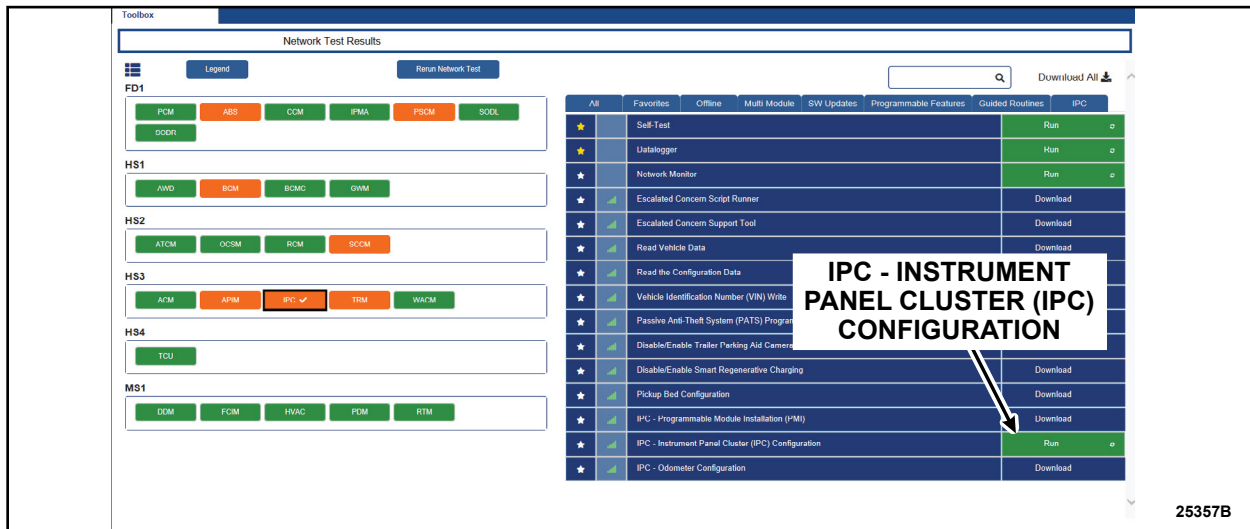 Toolbox
Network Test Results
Legend
Rerun Network Test
Download All
FD1
PCM ABS CCM IPMA PSCM SODL
SODR
HS1
AWD BCM BCMC GWM
HS2
ATCM OCSM RCM SCCM
HS3
ACM APIM IPC ✓ TRM WACM
HS4
TCU
MS1
DDM FCIM HVAC PDM RTM
All Favorites Offline Multi Module SW Updates Programmable Features Guided Routines IPC
Self-Test Run
Datalogger Run
Network Monitor Run
Escalated Concern Script Runner Download
Escalated Concern Support Tool Download
Read Vehicle Data Download
Read the Configuration Data
Vehicle Identification Number (VIN) Write
Passive Anti-Theft System (PATS) Program
Disable/Enable Trailer Parking Aid Camera
Disable/Enable Smart Regenerative Charging Download
Pickup Bed Configuration Download
IPC - Programmable Module Installation (PMI) Download
IPC - Instrument Panel Cluster (IPC) Configuration Run
IPC - Odometer Configuration Download
IPC - INSTRUMENT
PANEL CLUSTER (IPC)
CONFIGURATION
25357B